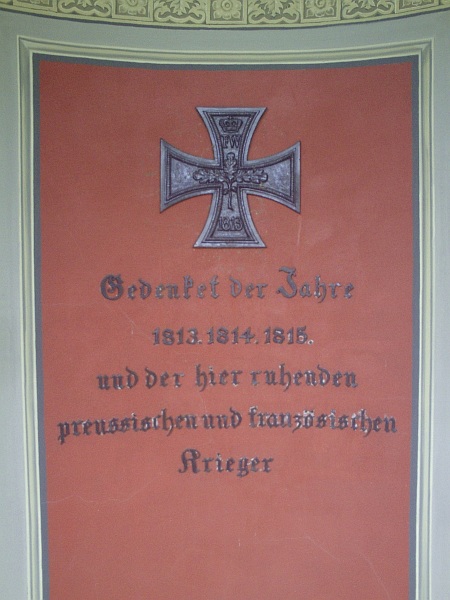 FW
1813
Gedenket der Jahre
1813. 1814. 1815.
und der hier ruhenden
preussischen und französischen
Krieger